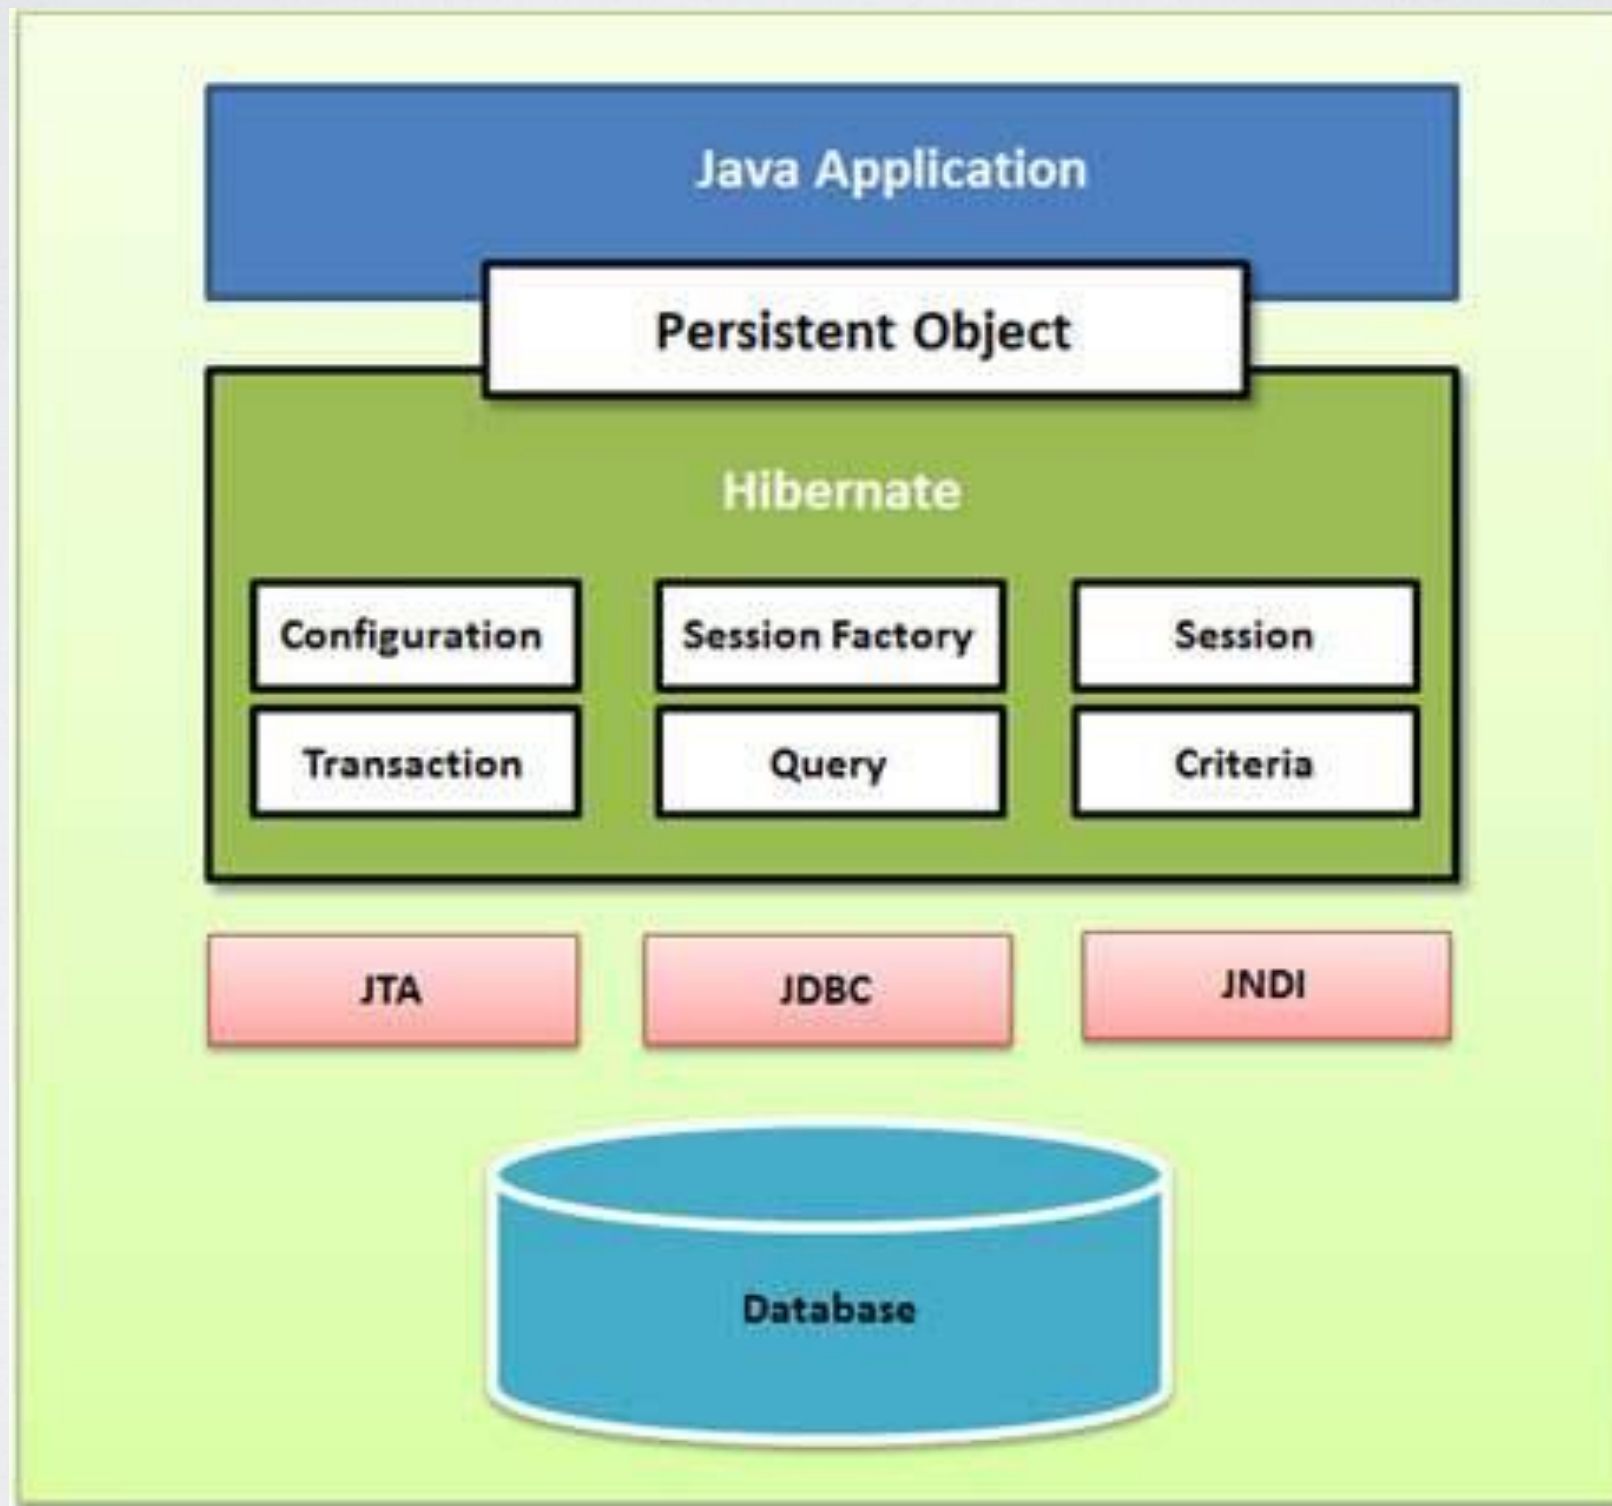 Java Application
Persistent Object
Hibernate
Configuration
Session Factory
Session
Transaction
Query
Criteria
JTA
JDBC
JNDI
Database